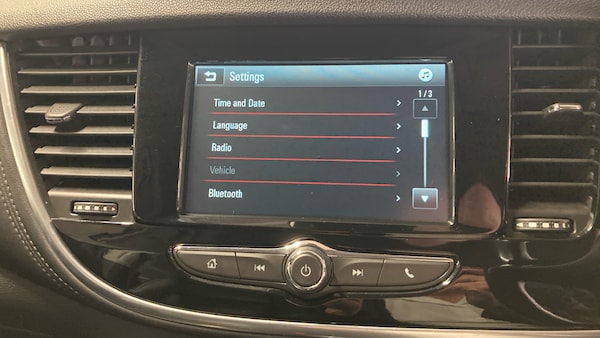 Settings
1/3
Time and Date
Language
Radio
Vehicle
Bluetooth